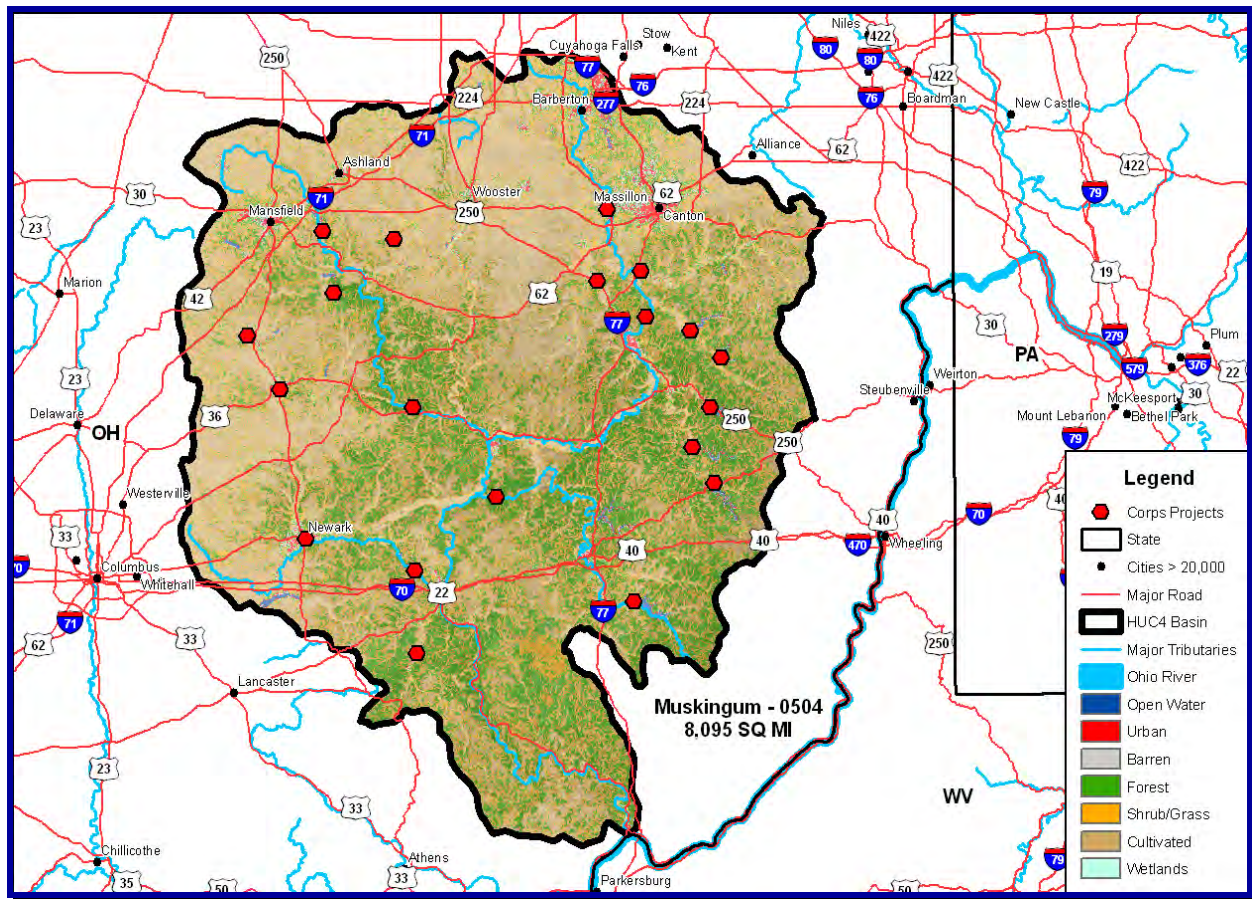 Niles
Stow
Cuyahoga Falls
Kent
422
80
250
77
80
422
76
76
224
277
224
Barberton
Boardman
New Castle
71
62
Alliance
422
Ashland
30
71
Wooster
Massillon
62
79
250
Canton
Mansfield
23
19
Marion
42
62
77
30
279
Plum
PA
579
376
22
23
Weirton
Steubenville
McKeesport
30
36
Mount Lebanon
Bethel Park
Delaware
OH
250
250
79
Legend
Westerville
40
70
Corps Projects
Newark
40
State
33
40
40
470
Wheeling
Cities > 20,000
70
Columbus
Whitehall
70
22
Major Road
71
77
HUC4 Basin
62
33
250
Major Tributaries
Lancaster
Ohio River
Muskingum - 0504
8,095 SQ MI
Open Water
Urban
23
Barren
WV
Forest
33
Shrub/Grass
Cultivated
Chillicothe
Athens
79
33
Wetlands
35
50
Parkersburg
50